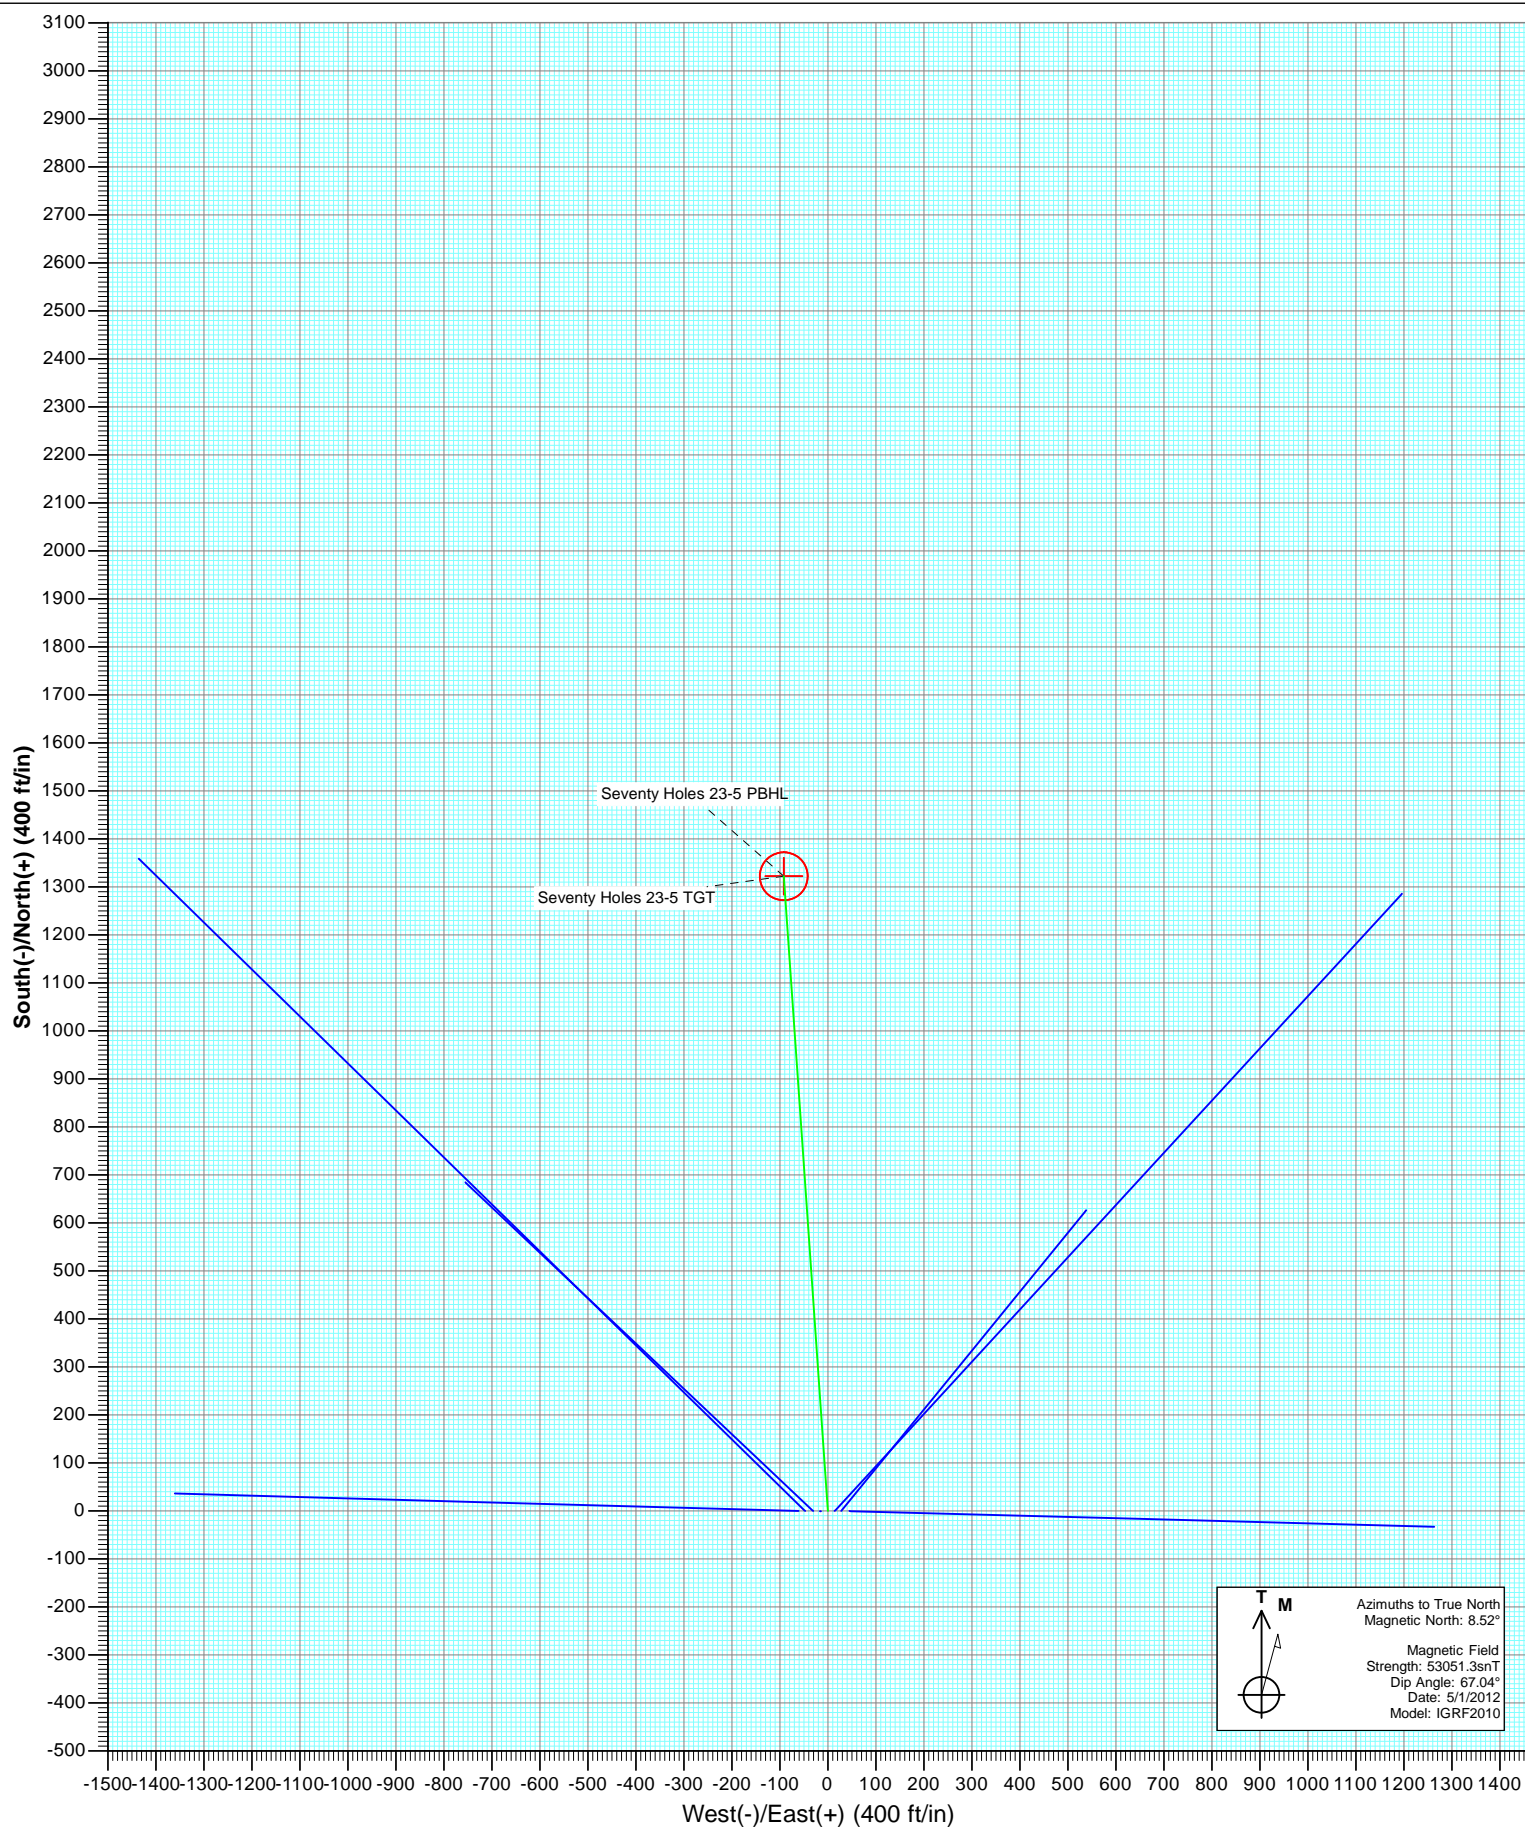 3100
3000
2900
2800
2700
2600
2500
2400
2300
2200
2100
2000
1900
1800
1700
1600
1500
1400
1300
1200
1100
1000
900
800
700
600
500
400
300
200
100
0
-100
-200
-300
-400
-500
South(-)/North(+) (400 ft/in)
Seventy Holes 23-5 PBHL
Seventy Holes 23-5 TGT
T M
Azimuths to True North
Magnetic North: 8.52°
Magnetic Field
Strength: 53051.3snT
Dip Angle: 67.04°
Date: 5/1/2012
Model: IGRF2010
-1500 -1400 -1300 -1200 -1100 -1000 -900 -800 -700 -600 -500 -400 -300 -200 -100 0 100 200 300 400 500 600 700 800 900 1000 1100 1200 1300 1400
West(-)/East(+) (400 ft/in)